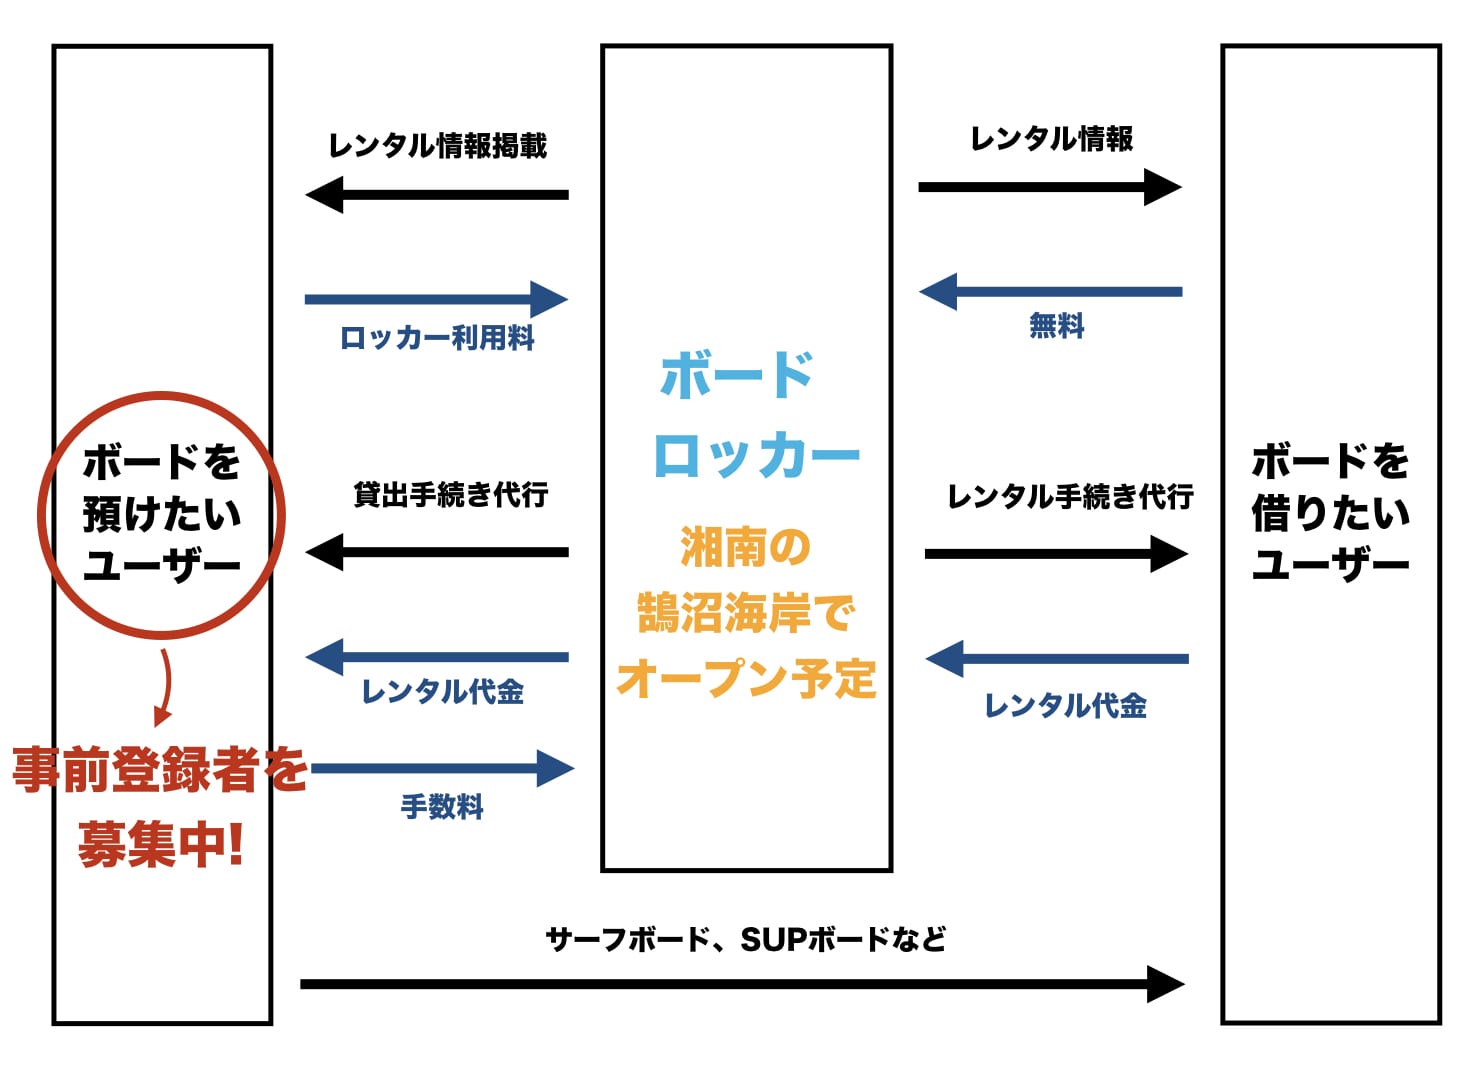 レンタル情報掲載
レンタル情報
ロッカー利用料
無料
ボード
ロッカー
ボードを
預けたい
ユーザー
貸出手続き代行
レンタル手続き代行
ボードを
借りたい
ユーザー
湘南の
鵠沼海岸で
オープン予定
レンタル代金
レンタル代金
事前登録者を
募集中!
手数料
サーフボード、SUPボードなど